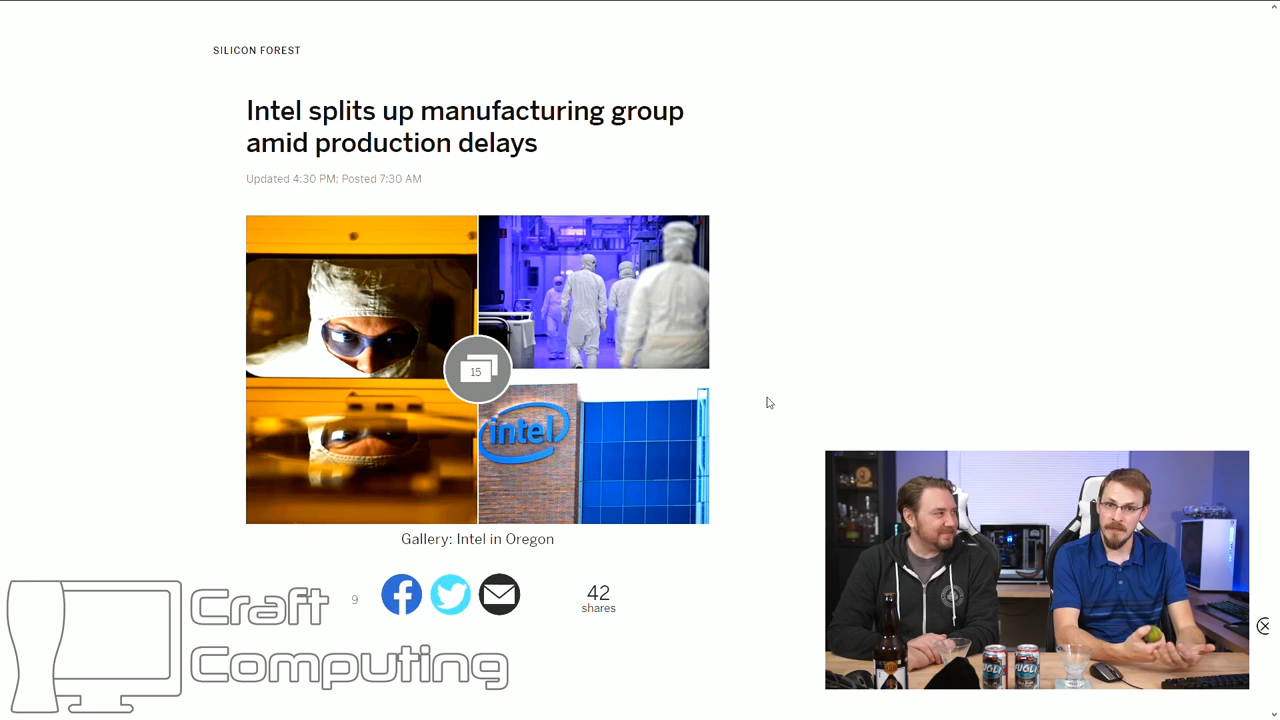 SILICON FOREST
Intel splits up manufacturing group
amid production delays
Updated 4:30 PM; Posted 7:30 AM
15
intel
Gallery: Intel in Oregon
9
42
shares
Craft
Computing